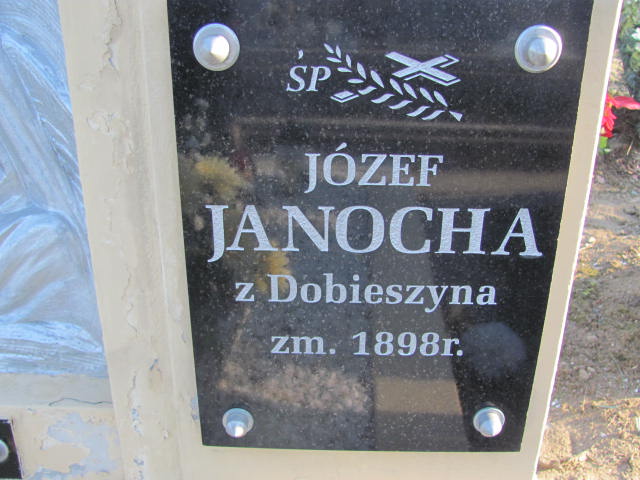 ŚP
JÓZEF
JANOCHA
z Dobieszyna
zm. 1898r.